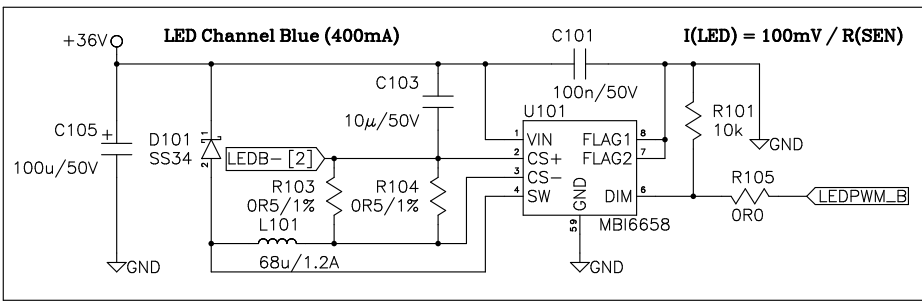 LED Channel Blue (400mA)
I(LED) = 100mV / R(SEN)
+36V
C101
100n/50V
C103
10µ/50V
C105
+
100u/50V
D101
SS34
1
2
LEDB- [2]
R103
0R5/1%
R104
0R5/1%
L101
68u/1.2A
U101
1 VIN
2 CS+
3 CS-
4 SW
FLAG1 8
FLAG2 7
DIM 6
GND
59
MBI6658
R101
10k
GND
R105
0R0
LEDPWM_B
GND
GND